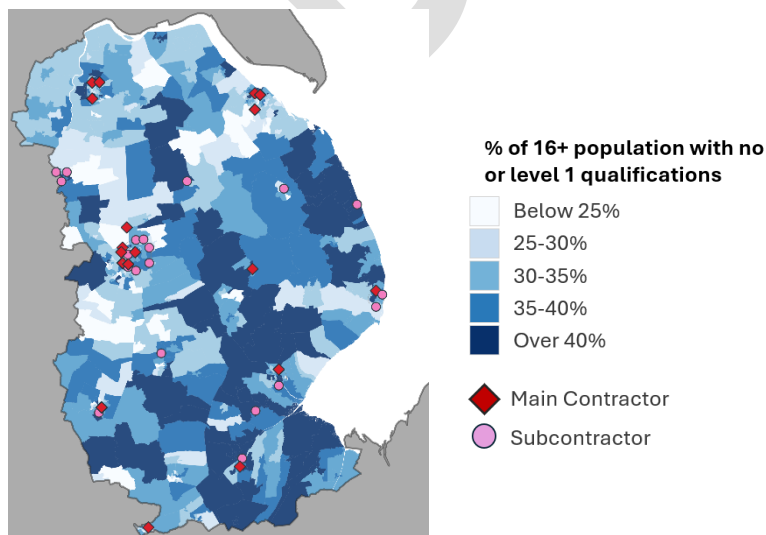 % of 16+ population with no
or level 1 qualifications
Below 25%
25-30%
30-35%
35-40%
Over 40%
Main Contractor
Subcontractor